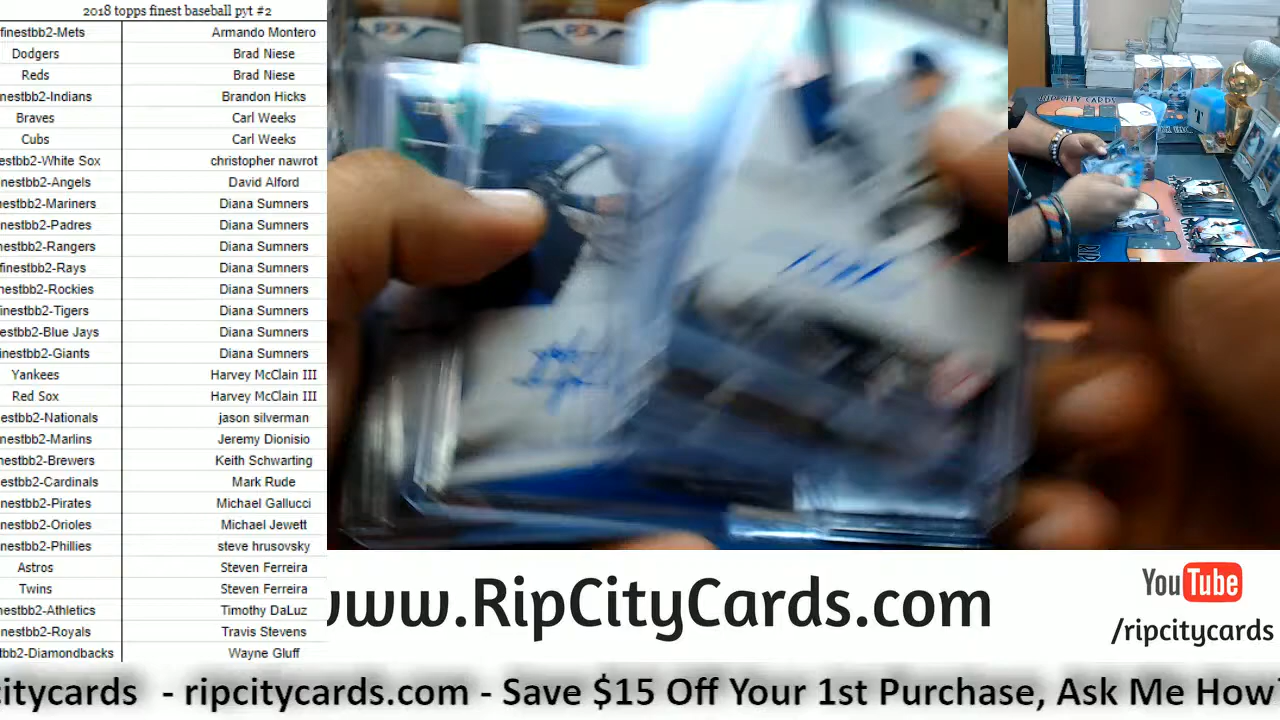 2018 topps finest baseball pyt #2
finestbb2-Mets Armando Montero
Dodgers Brad Niese
Reds Brad Niese
nestbb2-Indians Brandon Hicks
Braves Carl Weeks
Cubs Carl Weeks
estbb2-White Sox christopher nawrot
nestbb2-Angels David Alford
nestbb2-Mariners Diana Sumners
nestbb2-Padres Diana Sumners
nestbb2-Rangers Diana Sumners
finestbb2-Rays Diana Sumners
nestbb2-Rockies Diana Sumners
finestbb2-Tigers Diana Sumners
estbb2-Blue Jays Diana Sumners
inestbb2-Giants Diana Sumners
Yankees Harvey McClain III
Red Sox Harvey McClain III
estbb2-Nationals jason silverman
nestbb2-Marlins Jeremy Dionisio
nestbb2-Brewers Keith Schwarting
estbb2-Cardinals Mark Rude
nestbb2-Pirates Michael Gallucci
nestbb2-Orioles Michael Jewett
nestbb2-Phillies steve hrusovsky
Astros Steven Ferreira
Twins Steven Ferreira
nestbb2-Athletics Timothy DaLuz
nestbb2-Royals Travis Stevens
tbb2-Diamondbacks Wayne Gluff
RIP CITY CARDS
www.RipCityCards.com
YouTube
/ripcitycards
citycards - ripcitycards.com - Save $15 Off Your 1st Purchase, Ask Me How